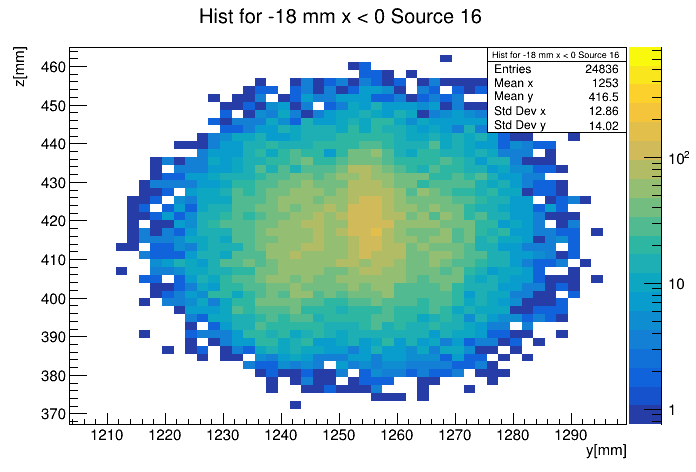 Hist for -18 mm x < 0 Source 16
z[mm]
Hist for -18 mm x < 0 Source 16
Entries 24836
Mean x 1253
Mean y 416.5
Std Dev x 12.86
Std Dev y 14.02
460
450
440
430
420
410
400
390
380
370
10²
10
1
1210 1220 1230 1240 1250 1260 1270 1280 1290
y[mm]